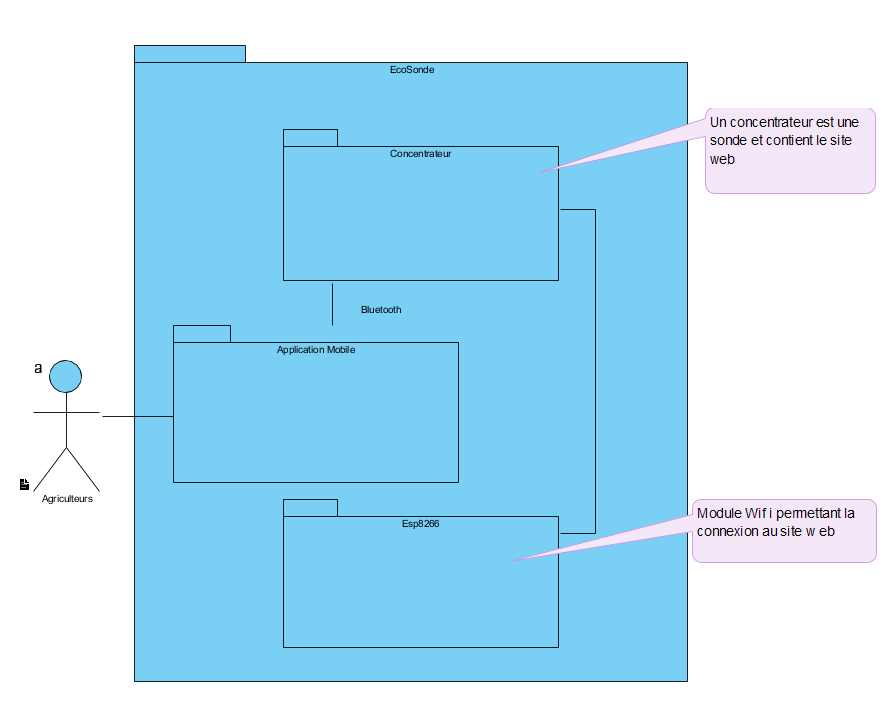 EcoSonde
Un concentrateur est une
sonde et contient le site
web
Concentrateur
Bluetooth
Application Mobile
a
Agriculteurs
Module Wif i permettant la
connexion au site w eb
Esp8266